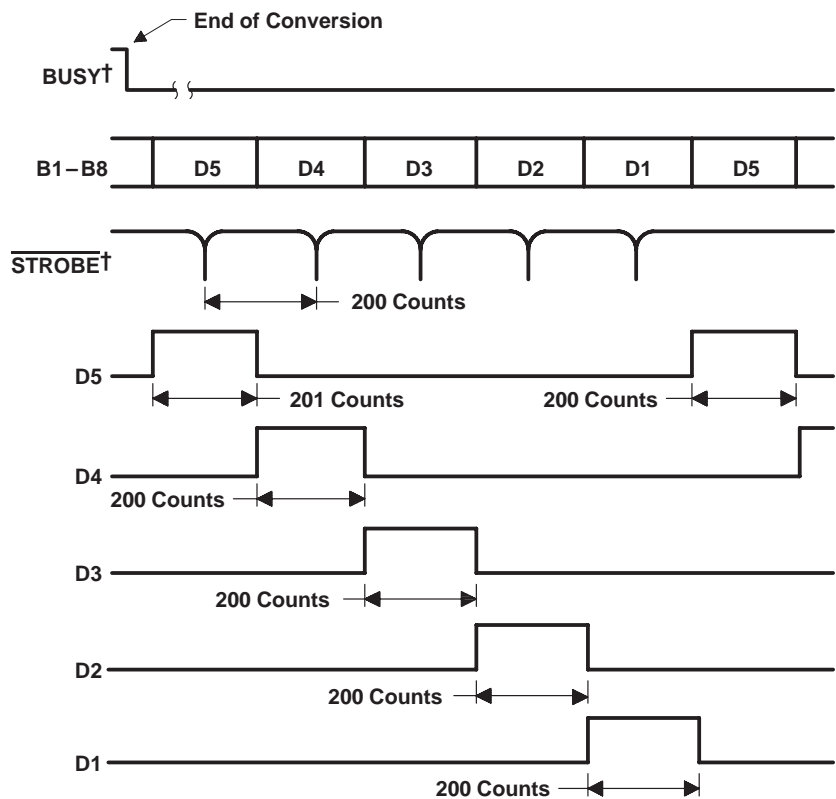 End of Conversion
BUSY†
B1–B8 D5 D4 D3 D2 D1 D5
STROBE†
200 Counts
D5
201 Counts 200 Counts
D4
200 Counts
D3
200 Counts
D2
200 Counts
D1
200 Counts